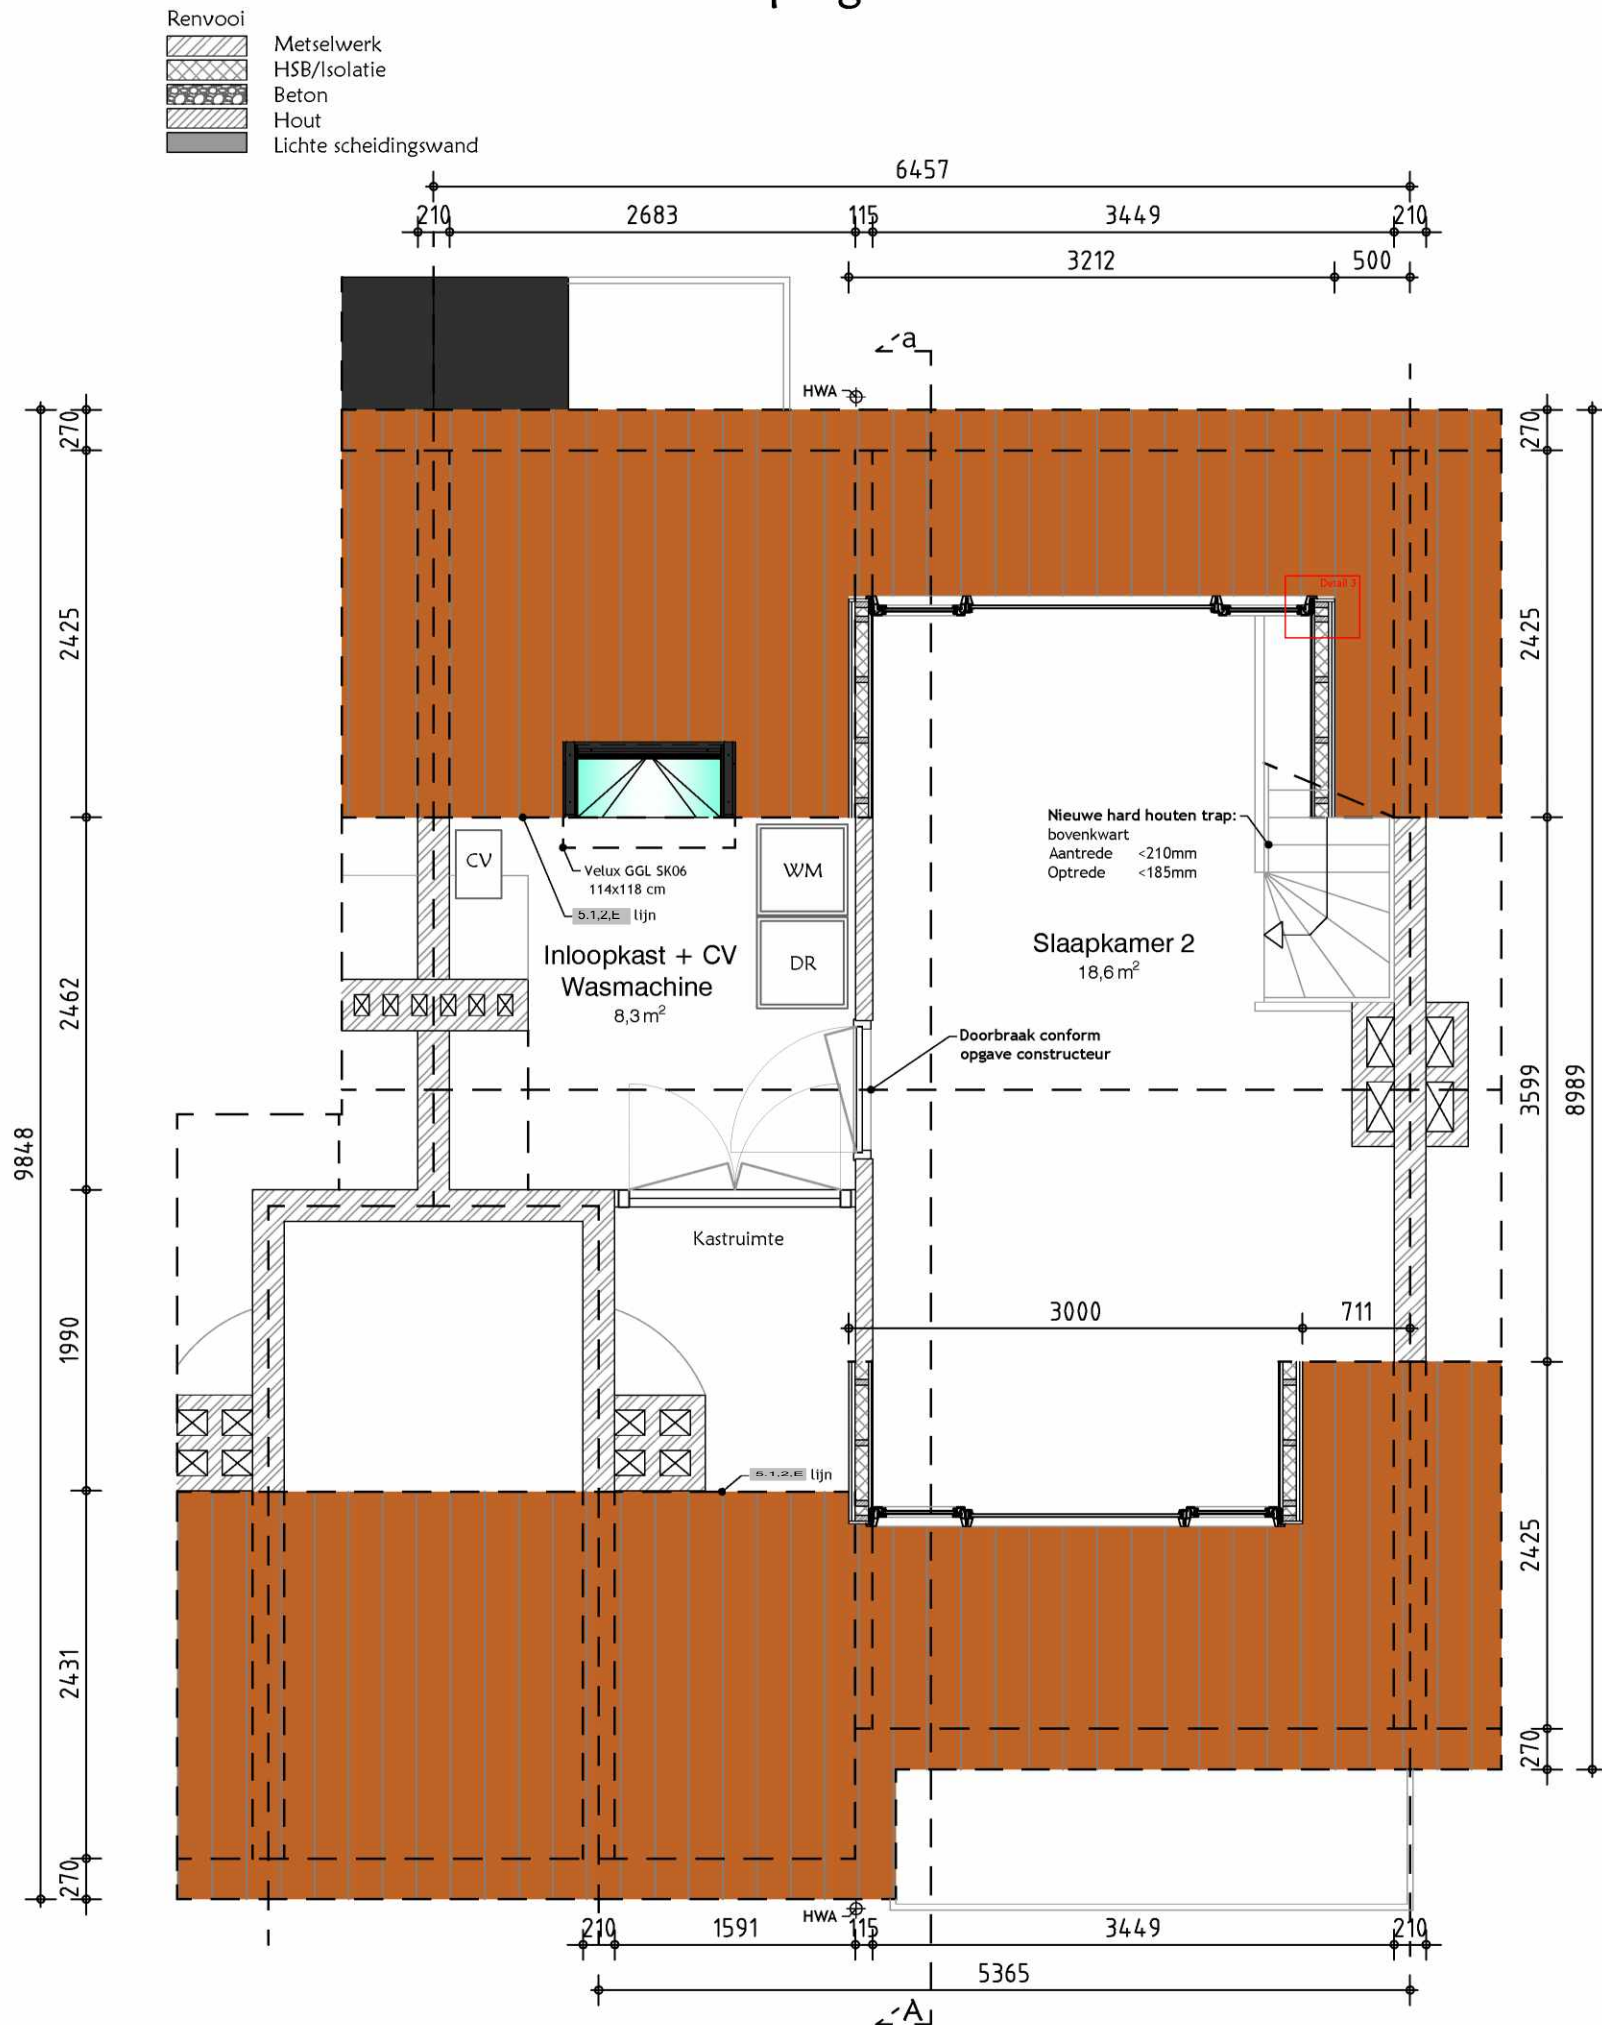 Renvooi
Metselwerk
HSB/Isolatie
Beton
Hout
Lichte scheidingswand
6457
210
2683
115
3449
210
3212
500
a
HWA
270
270
Detail 3
2425
2425
Nieuwe hard houten trap:
bovenkwart
Aantrede <210mm
Optrede <185mm
CV
Velux GGL SK06
114x118 cm
5.1,2,E lijn
WM
DR
Inloopkast + CV
Wasmachine
8,3 m²
Slaapkamer 2
18,6 m²
2462
Doorbraak conform
opgave constructeur
3599
8989
9848
Kastruimte
3000
711
1990
5.1,2,E lijn
2425
2431
270
270
HWA
210
1591
115
3449
210
5365
A